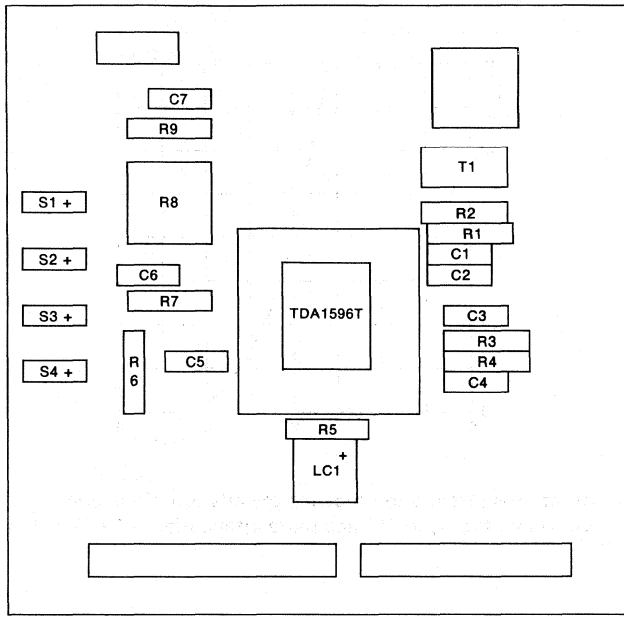 C7
R9
T1
S1 +
R8
R2
R1
C1
S2 +
C6
C2
R7
TDA1596T
S3 +
C3
R3
R
6
C5
R4
S4 +
C4
R5
+
LC1